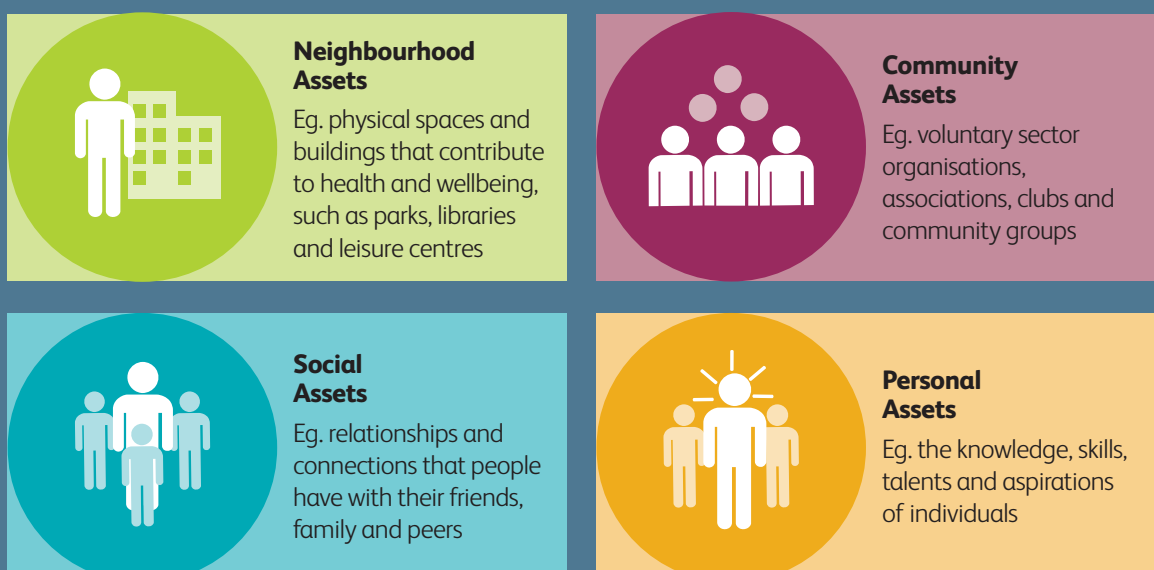 Neighbourhood
Assets
Eg. physical spaces and
buildings that contribute
to health and wellbeing,
such as parks, libraries
and leisure centres
Community
Assets
Eg. voluntary sector
organisations,
associations, clubs and
community groups
Social
Assets
Eg. relationships and
connections that people
have with their friends,
family and peers
Personal
Assets
Eg. the knowledge, skills,
talents and aspirations
of individuals